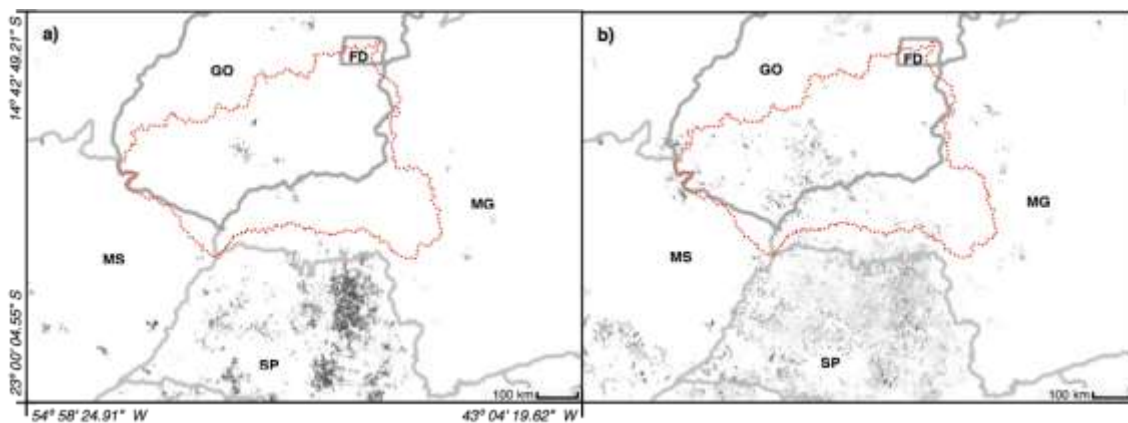 a)
FD
GO
MG
MS
SP
100 km
b)
FD
GO
MG
MS
SP
100 km
14° 42' 49.21" S
23° 00' 04.55" S
54° 58' 24.91" W
43° 04' 19.62" W